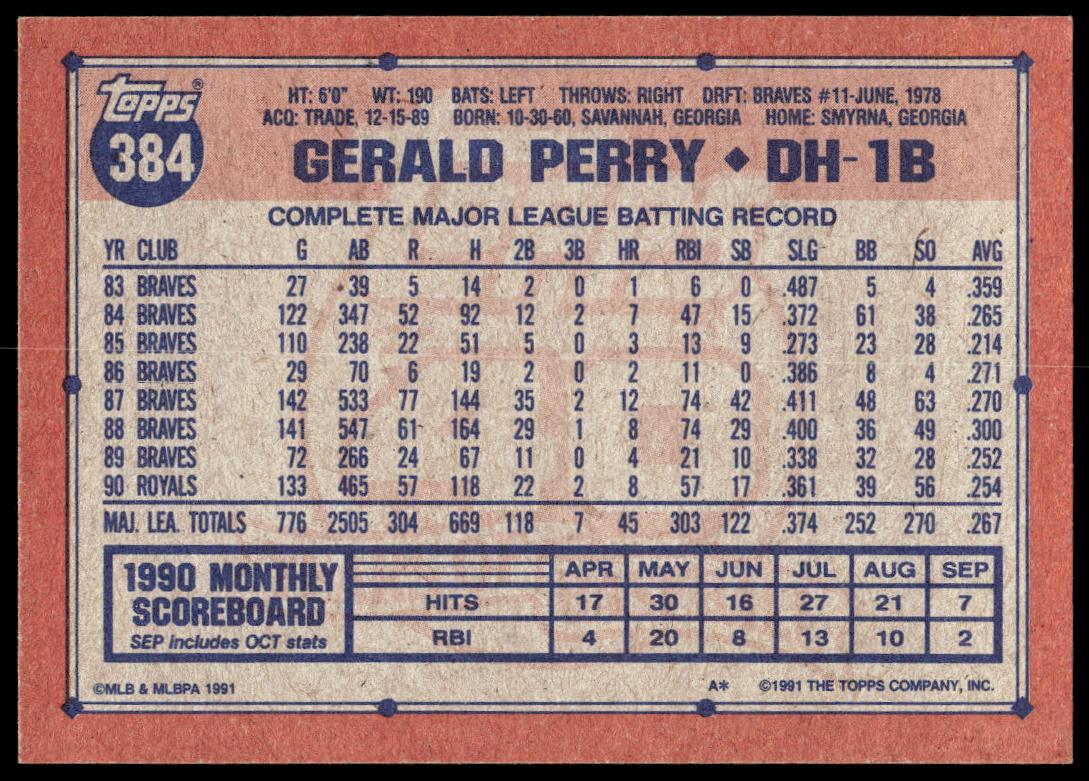 topps®
384
HT: 6'0" WT: 190 BATS: LEFT THROWS: RIGHT DRFT: BRAVES #11-JUNE, 1978
ACQ: TRADE, 12-15-89 BORN: 10-30-60, SAVANNAH, GEORGIA HOME: SMYRNA, GEORGIA
GERALD PERRY ◆ DH-1B
COMPLETE MAJOR LEAGUE BATTING RECORD
YR CLUB G AB R H 2B 3B HR RBI SB SLG BB SO AVG
83 BRAVES 27 39 5 14 2 0 1 6 0 .487 5 4 .359
84 BRAVES 122 347 52 92 12 2 7 47 15 .372 61 38 .265
85 BRAVES 110 238 22 51 5 0 3 13 9 .273 23 28 .214
86 BRAVES 29 70 6 19 2 0 2 11 0 .386 8 4 .271
87 BRAVES 142 533 77 144 35 2 12 74 42 .411 48 63 .270
88 BRAVES 141 547 61 164 29 1 8 74 29 .400 36 49 .300
89 BRAVES 72 266 24 67 11 0 4 21 10 .338 32 28 .252
90 ROYALS 133 465 57 118 22 2 8 57 17 .361 39 56 .254
MAJ. LEA. TOTALS 776 2505 304 669 118 7 45 303 122 .374 252 270 .267
1990 MONTHLY
SCOREBOARD
SEP includes OCT stats
APR MAY JUN JUL AUG SEP
HITS 17 30 16 27 21 7
RBI 4 20 8 13 10 2
©MLB & MLBPA 1991 A* ©1991 THE TOPPS COMPANY, INC.